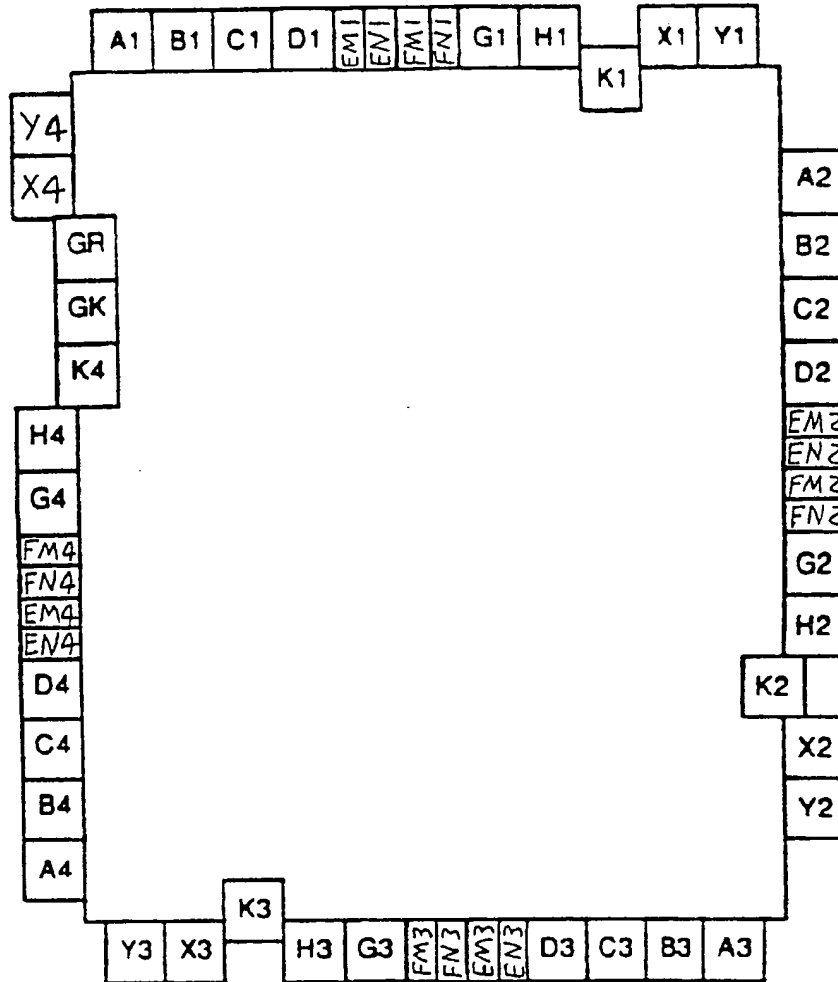 A1 B1 C1 D1 EM1 EN1 FM1 FN1 G1 H1 K1 X1 Y1
Y4
X4
GR
GK
K4
H4
G4
FM4
FN4
EM4
EN4
D4
C4
B4
A4
A2
B2
C2
D2
EM2
EN2
FM2
FN2
G2
H2
K2
X2
Y2
Y3 X3 K3 H3 G3 FM3 FN3 EM3 EN3 D3 C3 B3 A3